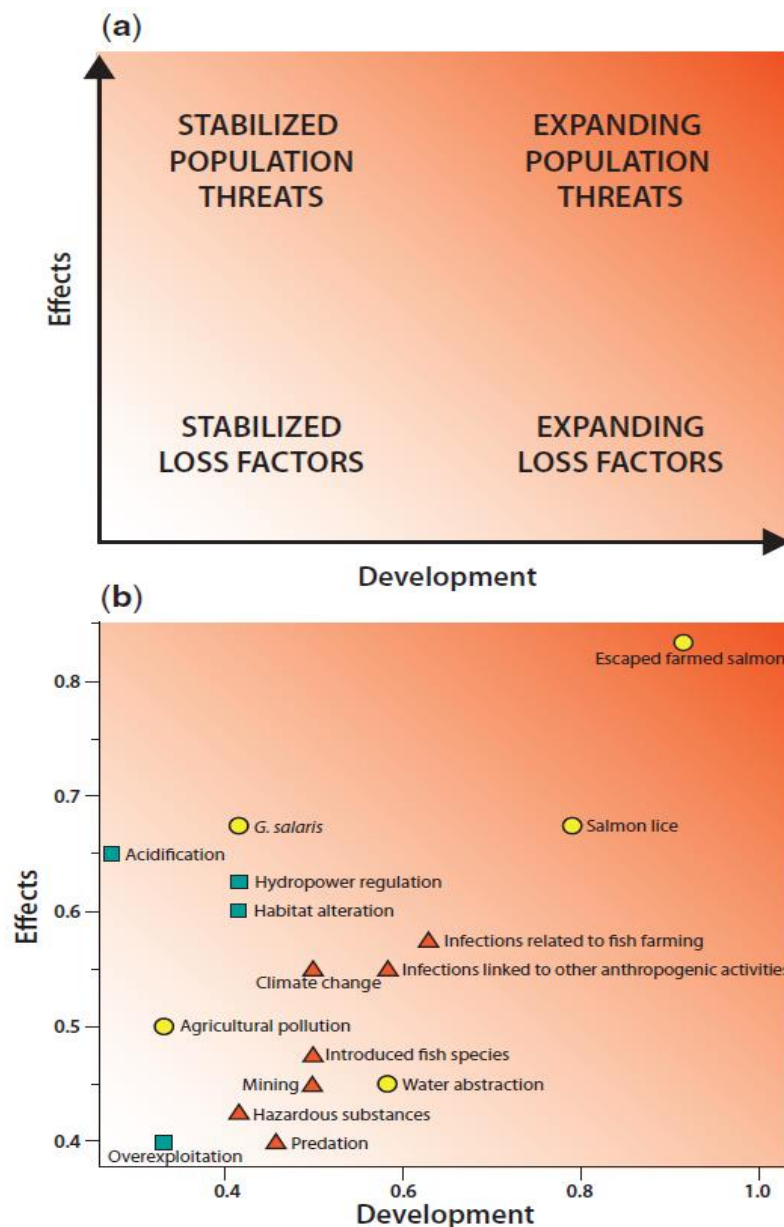 (a)
STABILIZED
POPULATION
THREATS
EXPANDING
POPULATION
THREATS
Effects
STABILIZED
LOSS FACTORS
EXPANDING
LOSS FACTORS
Development
(b)
Escaped farmed salmon
0.8
0.7
G. salaris
Salmon lice
Acidification
Hydropower regulation
Effects
0.6
Habitat alteration
Infections related to fish farming
Infections linked to other anthropogenic activities
Climate change
0.5
Agricultural pollution
Introduced fish species
Mining
Water abstraction
Hazardous substances
0.4
Predation
Overexploitation
0.4
0.6
0.8
1.0
Development